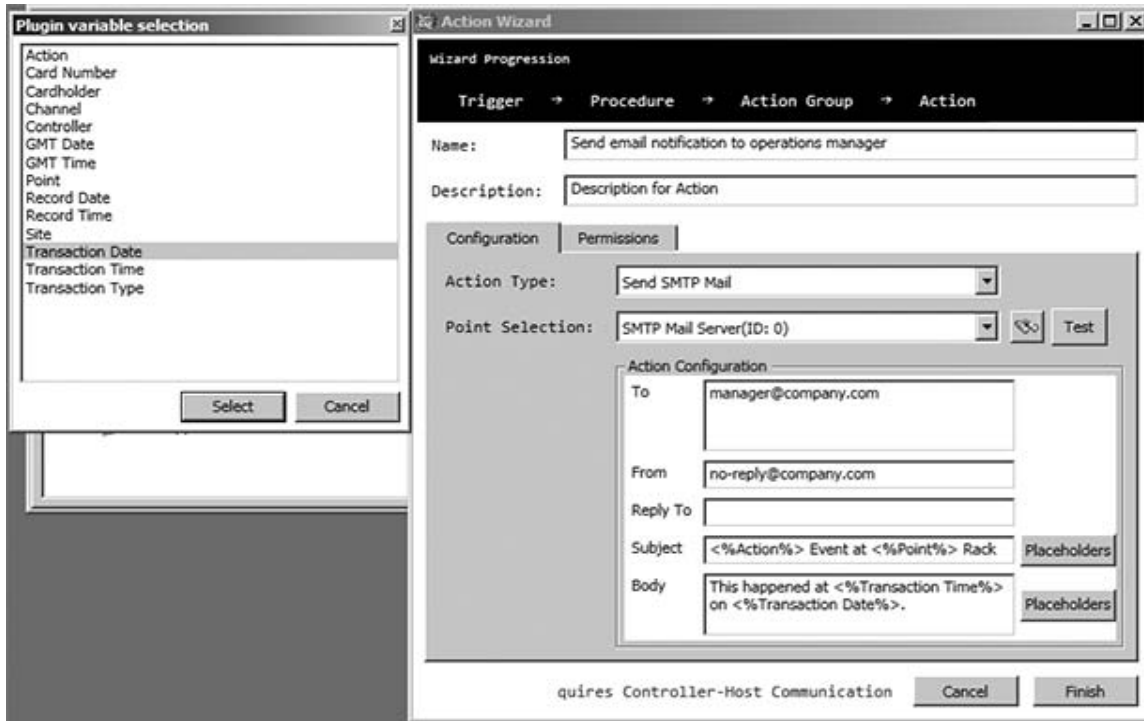 Plugin variable selection
Action
Card Number
Cardholder
Channel
Controller
GMT Date
GMT Time
Point
Record Date
Record Time
Site
Transaction Date
Transaction Time
Transaction Type
Select
Cancel
Action Wizard
Wizard Progression
Trigger → Procedure → Action Group → Action
Name:
Send email notification to operations manager
Description:
Description for Action
Configuration
Permissions
Action Type:
Send SMTP Mail
Point Selection:
SMTP Mail Server(ID: 0)
Test
Action Configuration
To
manager@company.com
From
no-reply@company.com
Reply To
Subject
<%Action%> Event at <%Point%> Rack
Placeholders
Body
This happened at <%Transaction Time%>
on <%Transaction Date%>.
Placeholders
quires Controller-Host Communication
Cancel
Finish